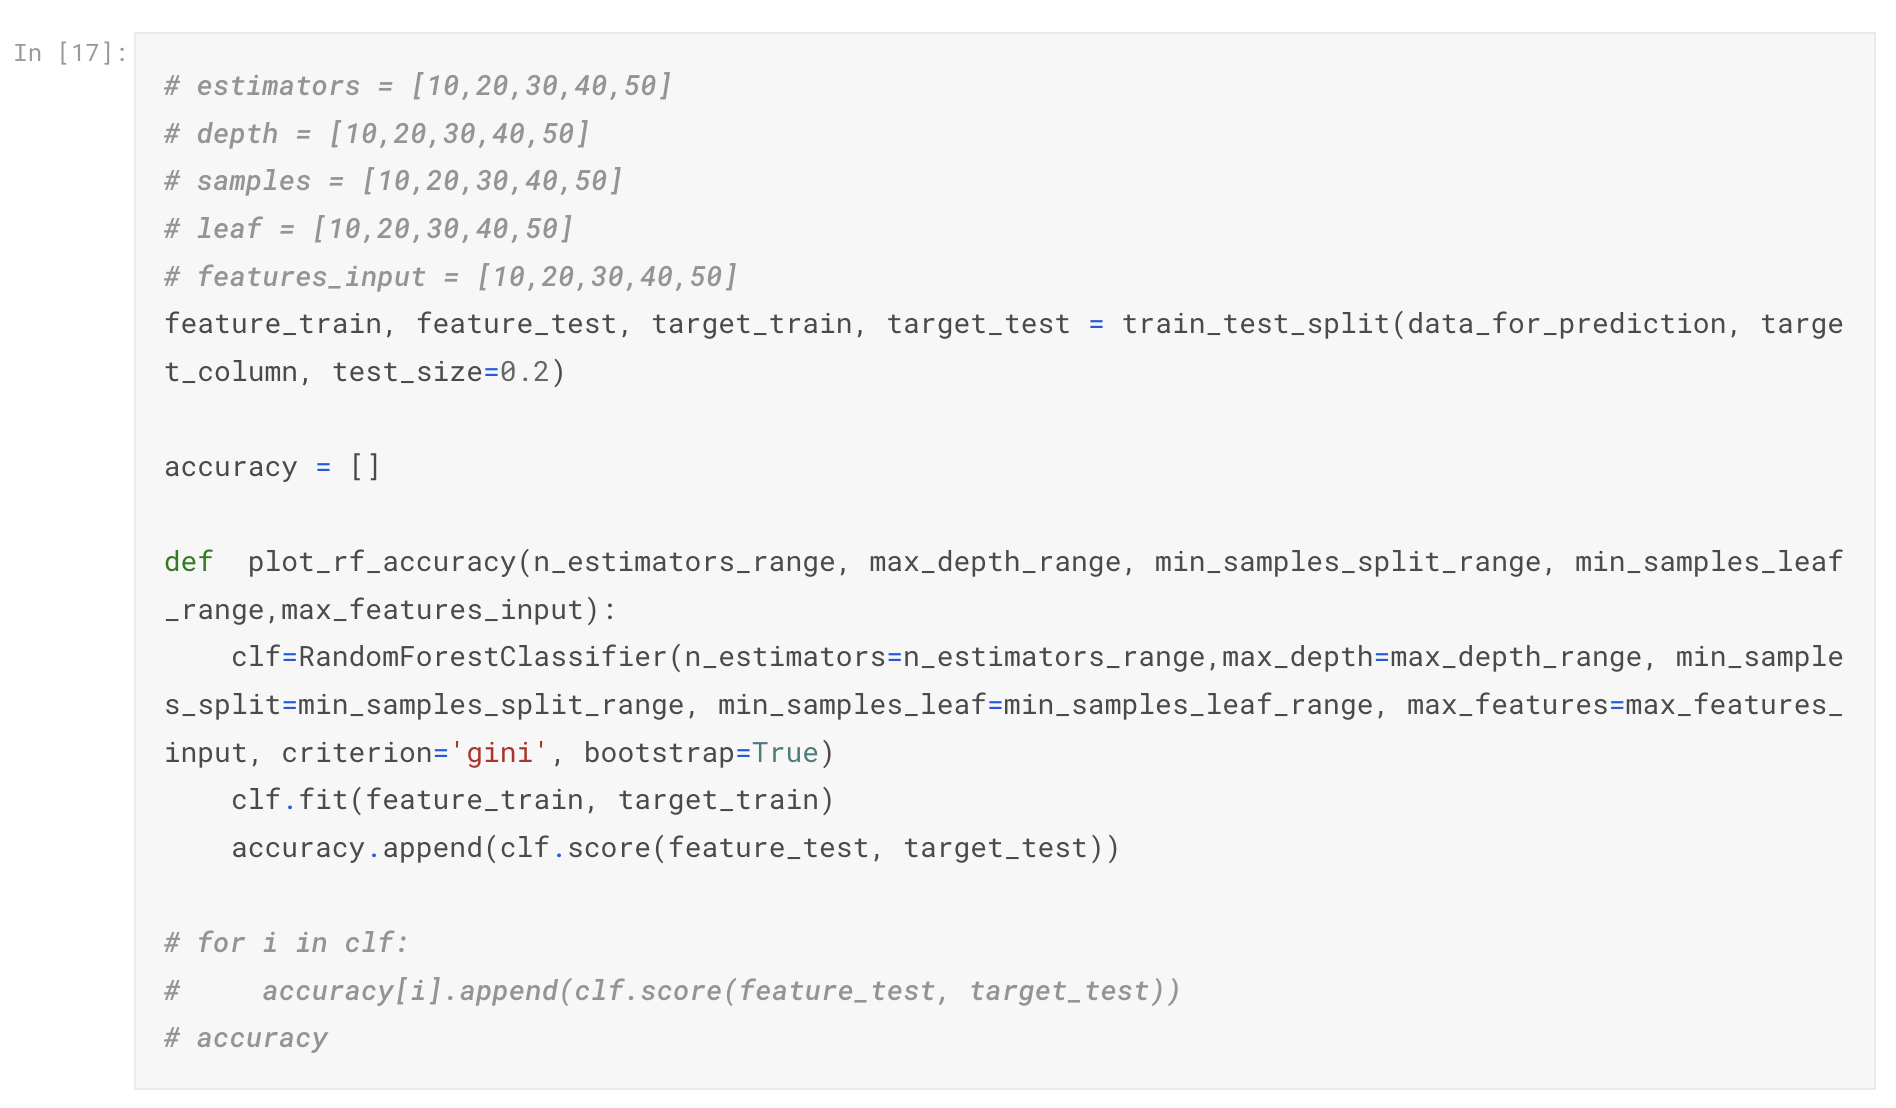 In [17]:
# estimators = [10,20,30,40,50]
# depth = [10,20,30,40,50]
# samples = [10,20,30,40,50]
# leaf = [10,20,30,40,50]
# features_input = [10,20,30,40,50]
feature_train, feature_test, target_train, target_test = train_test_split(data_for_prediction, targe
t_column, test_size=0.2)

accuracy = []

def  plot_rf_accuracy(n_estimators_range, max_depth_range, min_samples_split_range, min_samples_leaf
_range,max_features_input):
    clf=RandomForestClassifier(n_estimators=n_estimators_range,max_depth=max_depth_range, min_sample
s_split=min_samples_split_range, min_samples_leaf=min_samples_leaf_range, max_features=max_features_
input, criterion='gini', bootstrap=True)
    clf.fit(feature_train, target_train)
    accuracy.append(clf.score(feature_test, target_test))

# for i in clf:
#     accuracy[i].append(clf.score(feature_test, target_test))
# accuracy